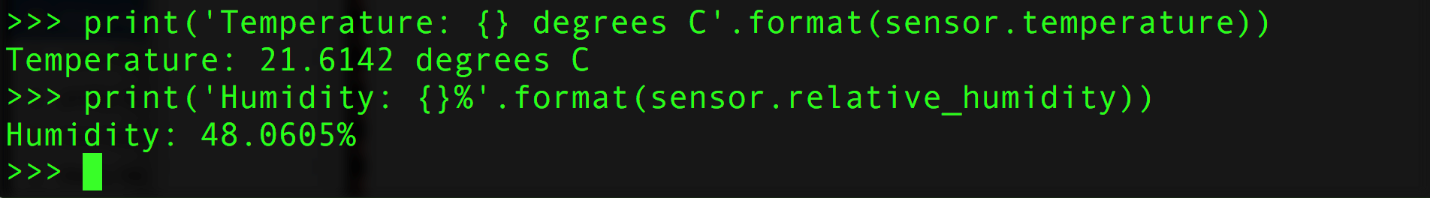 >>> print('Temperature: {} degrees C'.format(sensor.temperature))
Temperature: 21.6142 degrees C
>>> print('Humidity: {}%'.format(sensor.relative_humidity))
Humidity: 48.0605%
>>>